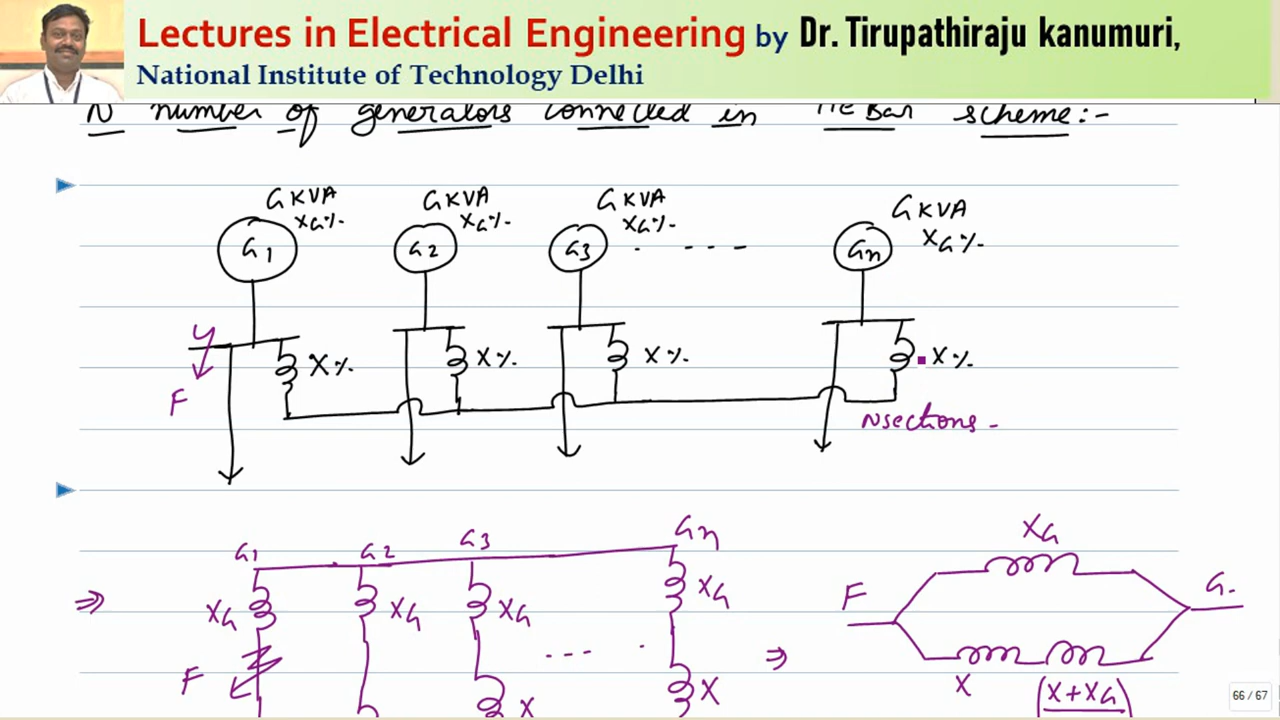 Lectures in Electrical Engineering by Dr. Tirupathiraju kanumuri,
National Institute of Technology Delhi
N number of generators connected in TIE Bar scheme:-
G KVA G KVA G KVA G KVA
XG% XG% XG% XG%
G1 G2 G3 . - - - Gn
X% X% X% X%
F
N sections -
G1 G2 G3 Gn XG
⇒ XG XG XG XG F G.
F - - - . ⇒
X X X (X+XG)
66 / 67